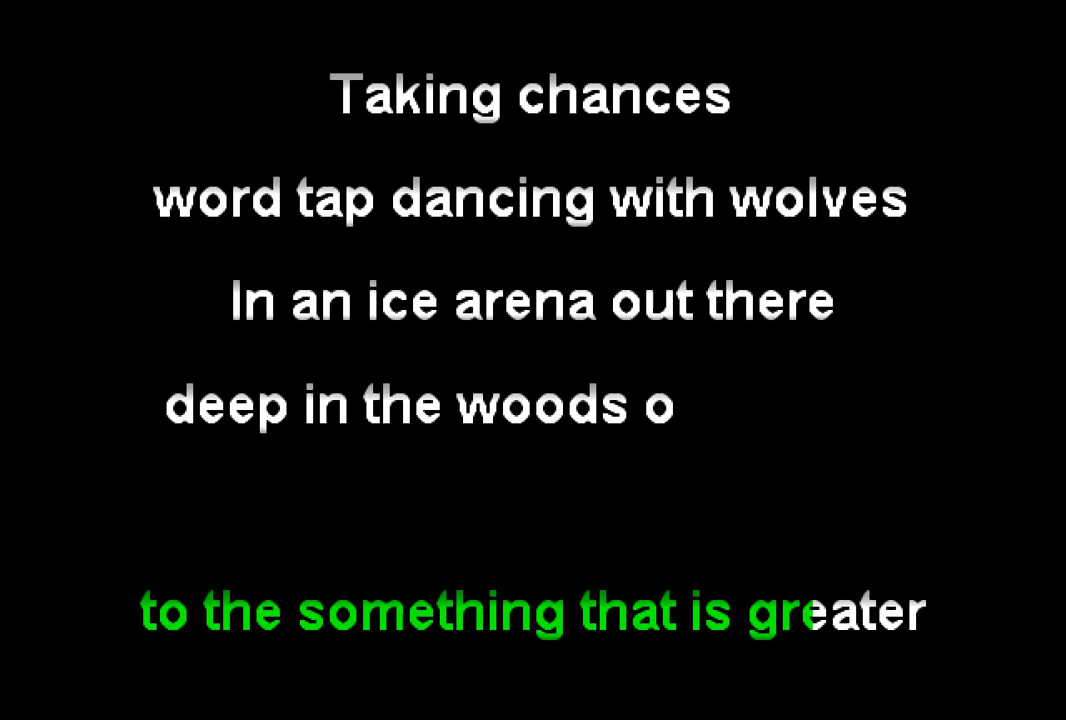 Taking chances
word tap dancing with wolves
In an ice arena out there
deep in the woods o
to the something that is greater